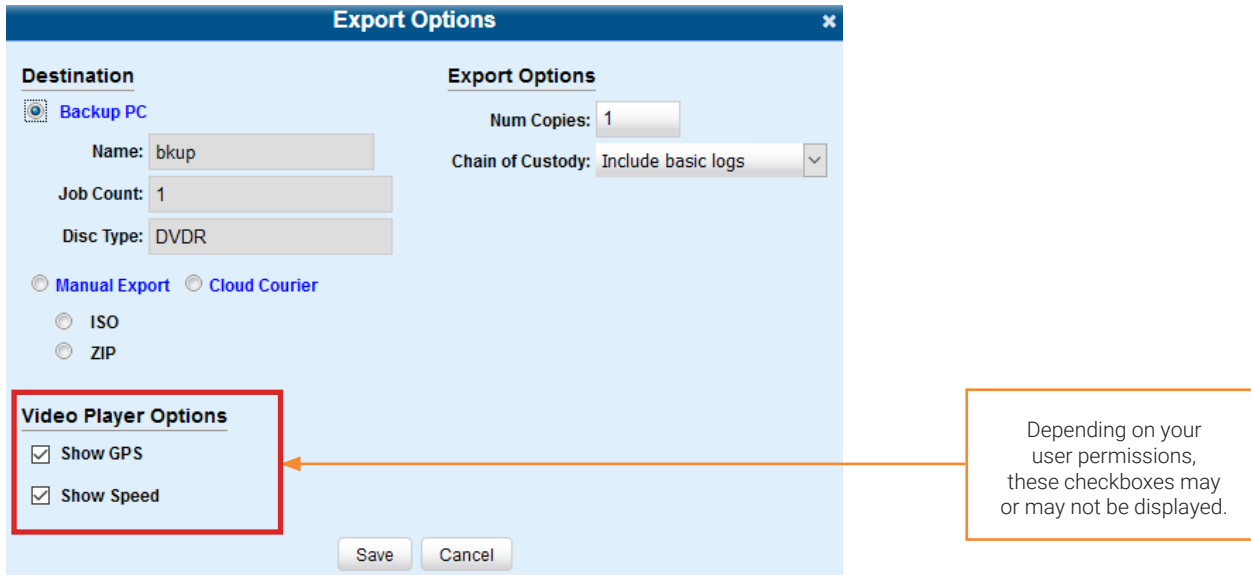 Export Options
Destination
Backup PC
Name: bkup
Job Count: 1
Disc Type: DVDR
Manual Export Cloud Courier
ISO
ZIP
Export Options
Num Copies: 1
Chain of Custody: Include basic logs
Video Player Options
Show GPS
Show Speed
Save Cancel
Depending on your
user permissions,
these checkboxes may
or may not be displayed.